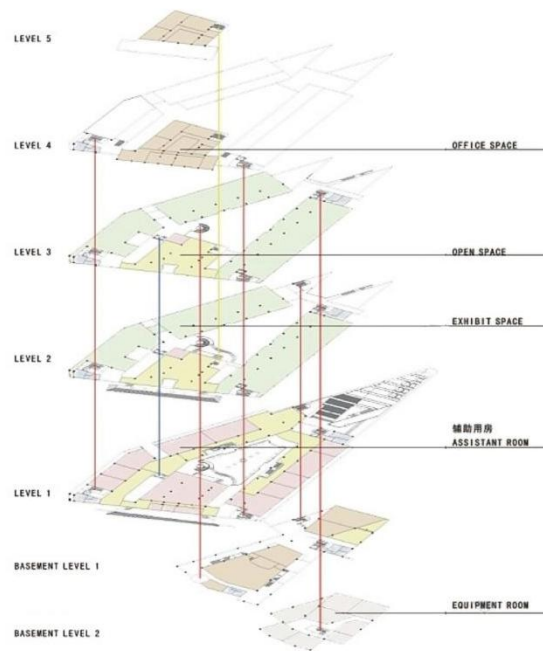 LEVEL 5
LEVEL 4
OFFICE SPACE
LEVEL 3
OPEN SPACE
EXHIBIT SPACE
LEVEL 2
辅助用房
ASSISTANT ROOM
LEVEL 1
BASEMENT LEVEL 1
EQUIPMENT ROOM
BASEMENT LEVEL 2